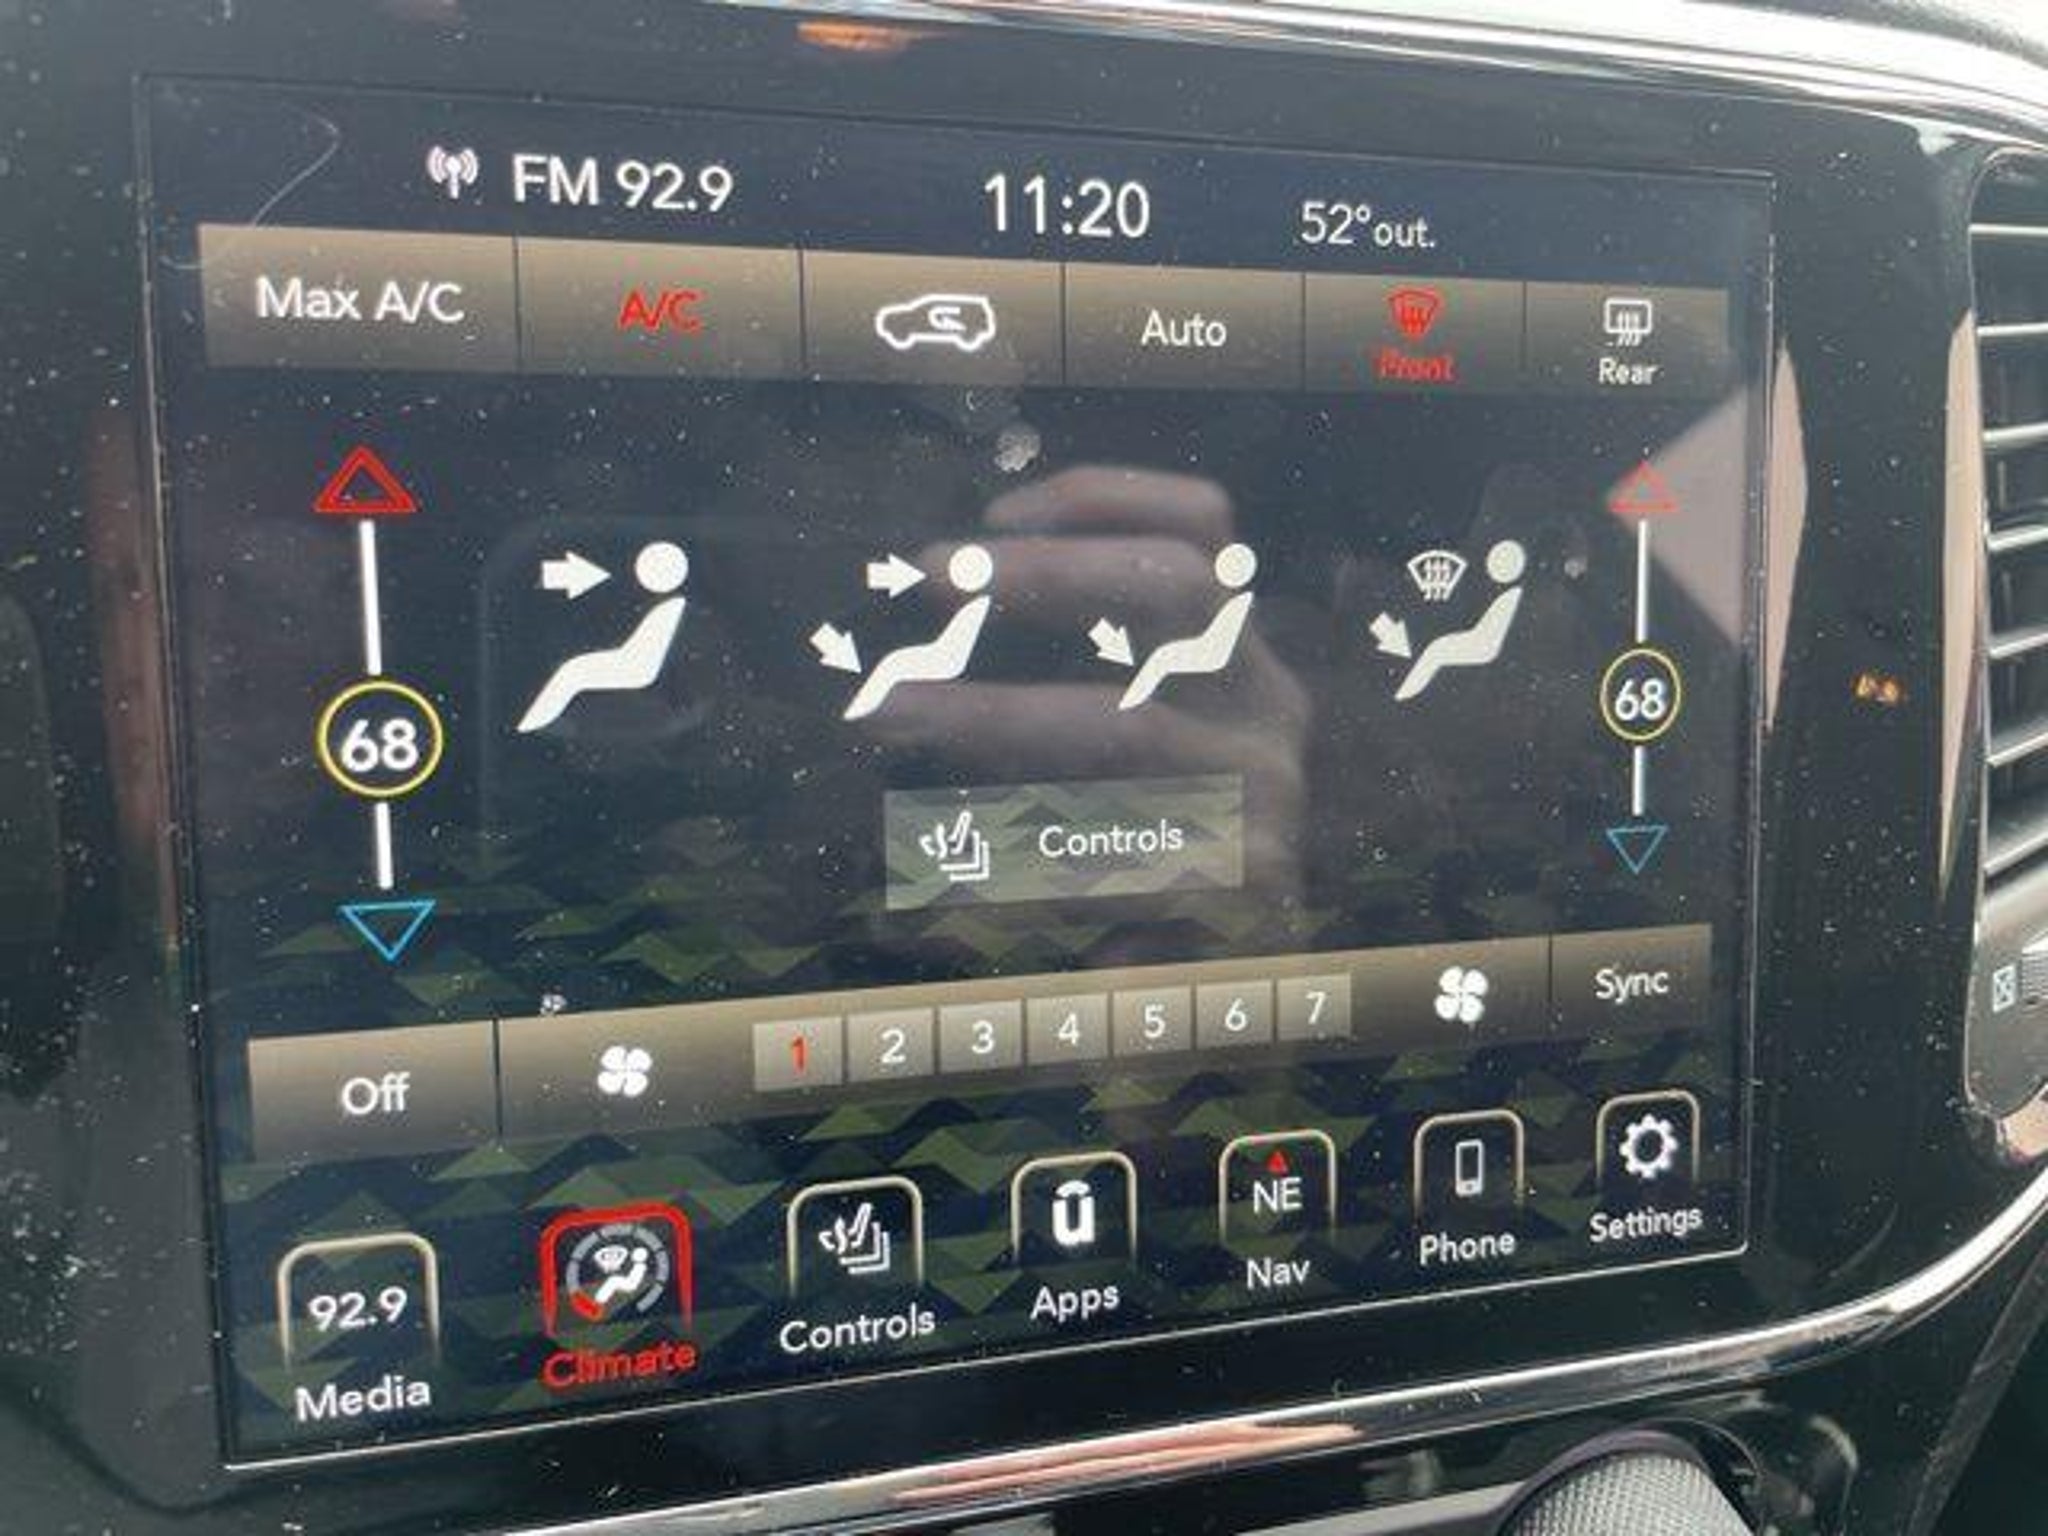 FM 92.9 11:20 52°out.
Max A/C A/C Auto Front Rear
68 68
Controls
Off 1 2 3 4 5 6 7 Sync
92.9 NE
Media Climate Controls Apps Nav Phone Settings